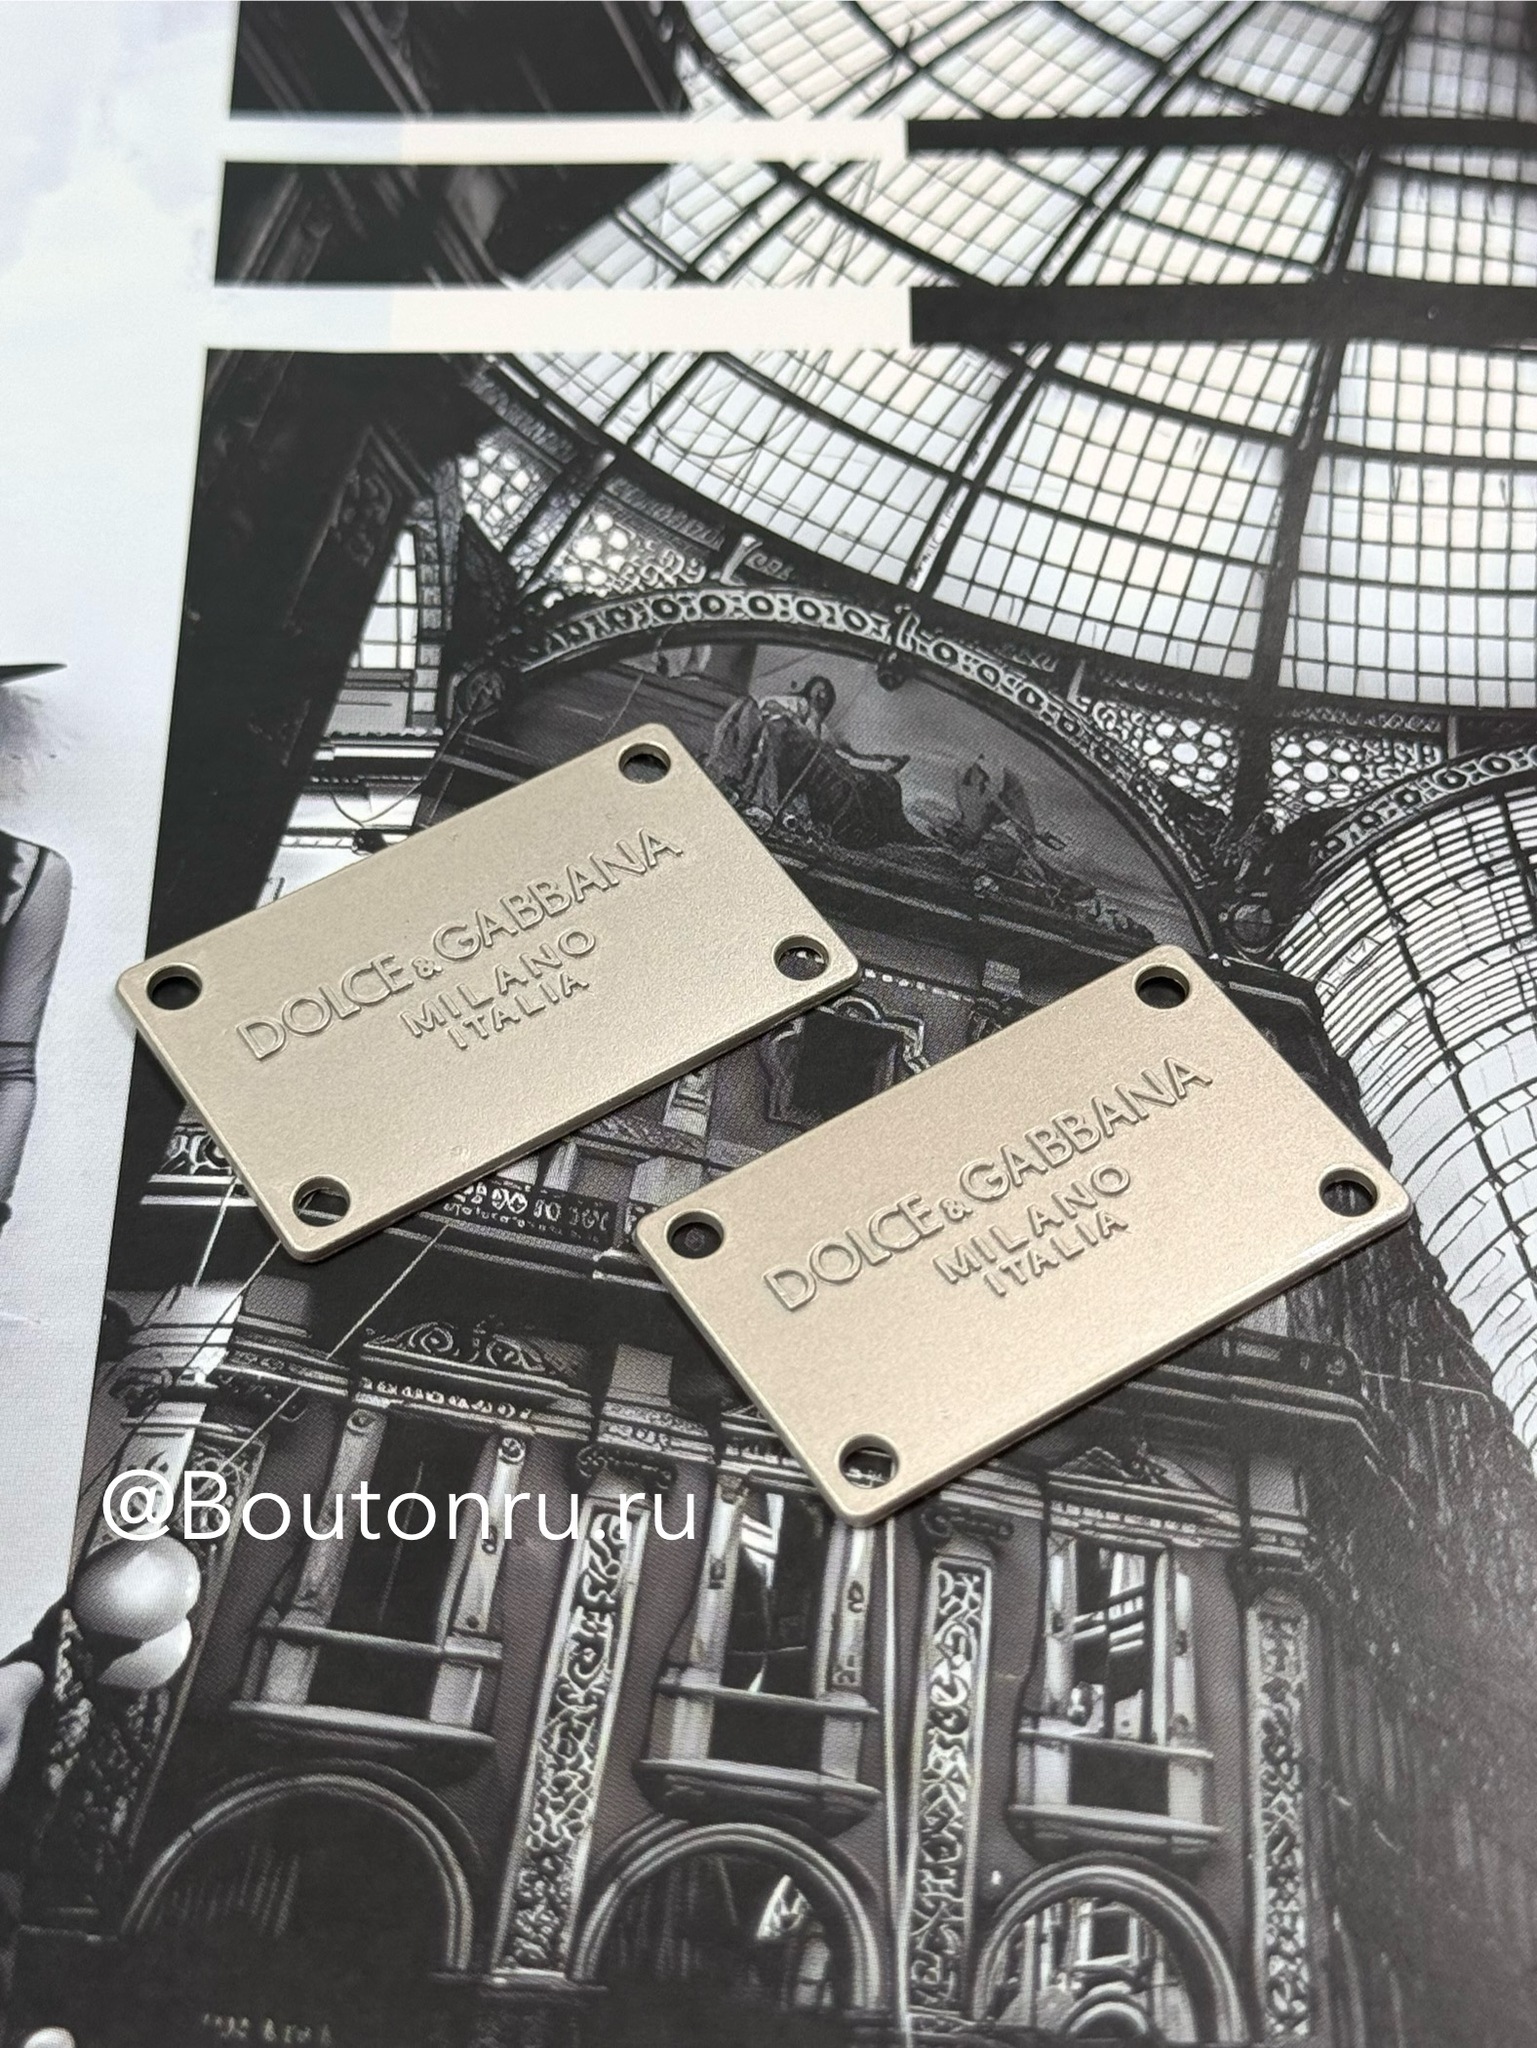 DOLCE & GABBANA
MILANO
ITALIA
DOLCE & GABBANA
MILANO
ITALIA
@Boutonru.ru